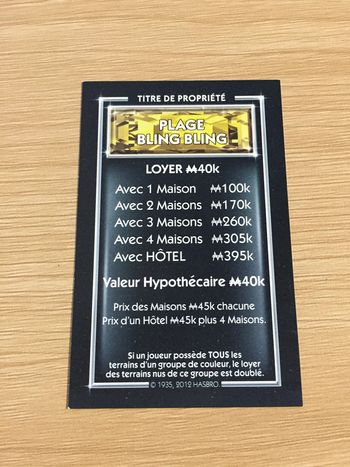 TITRE DE PROPRIÉTÉ
PLAGE
BLING BLING
LOYER ₩40k
Avec 1 Maison ₩100k
Avec 2 Maisons ₩170k
Avec 3 Maisons ₩260k
Avec 4 Maisons ₩305k
Avec HÔTEL ₩395k
Valeur Hypothécaire ₩40k
Prix des Maisons ₩45k chacune
Prix d'un Hôtel ₩45k plus 4 Maisons.
Si un joueur possède TOUS les
terrains d'un groupe de couleur, le loyer
des terrains nus de ce groupe est doublé.
© 1935, 2012 HASBRO.